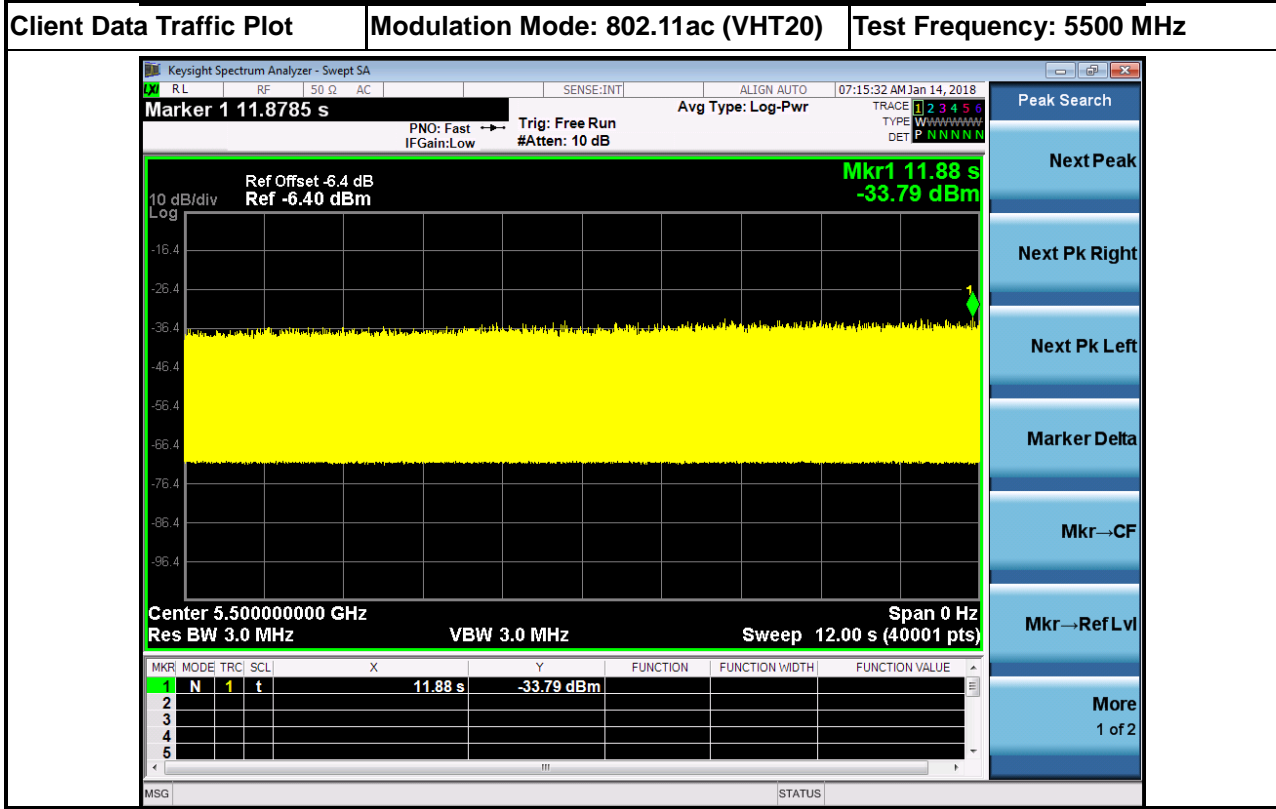 Client Data Traffic Plot Modulation Mode: 802.11ac (VHT20) Test Frequency: 5500 MHz
Keysight Spectrum Analyzer - Swept SA
LXI RL RF 50 Ω AC SENSE:INT ALIGN AUTO 07:15:32 AM Jan 14, 2018
Marker 1 11.8785 s
PNO: Fast
IFGain:Low
Trig: Free Run
#Atten: 10 dB
Avg Type: Log-Pwr
TRACE 1 2 3 4 5 6
TYPE WWWWWW
DET P N N N N N
Peak Search
Next Peak
Next Pk Right
Next Pk Left
Marker Delta
Mkr→CF
Mkr→Ref Lvl
More
1 of 2
Mkr1 11.88 s
-33.79 dBm
Ref Offset -6.4 dB
10 dB/div Ref -6.40 dBm
Log
-16.4
-26.4
-36.4
-46.4
-56.4
-66.4
-76.4
-86.4
-96.4
1
Center 5.500000000 GHz Span 0 Hz
Res BW 3.0 MHz VBW 3.0 MHz Sweep 12.00 s (40001 pts)
MKR MODE TRC SCL X Y FUNCTION FUNCTION WIDTH FUNCTION VALUE
1 N 1 t 11.88 s -33.79 dBm
2
3
4
5
MSG STATUS